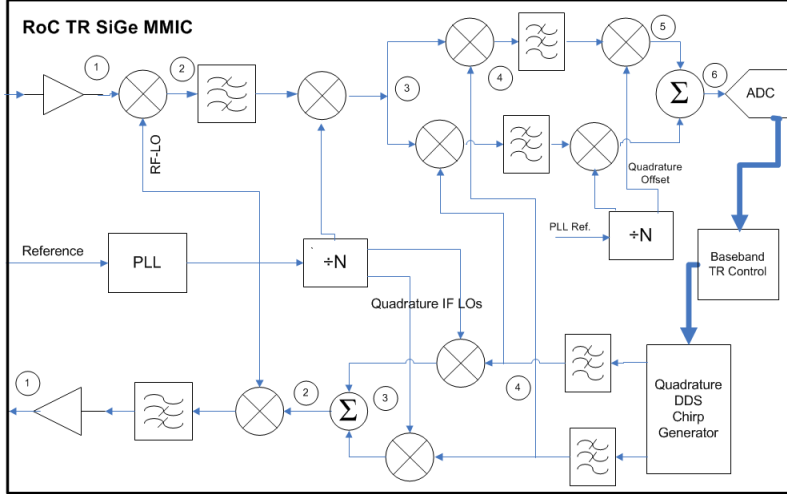 RoC TR SiGe MMIC
1
2
3
4
5
6
Σ
ADC
RF-LO
Quadrature
Offset
Reference
PLL
÷N
PLL Ref.
÷N
Baseband
TR Control
Quadrature IF LOs
1
2
Σ
3
4
Quadrature
DDS
Chirp
Generator